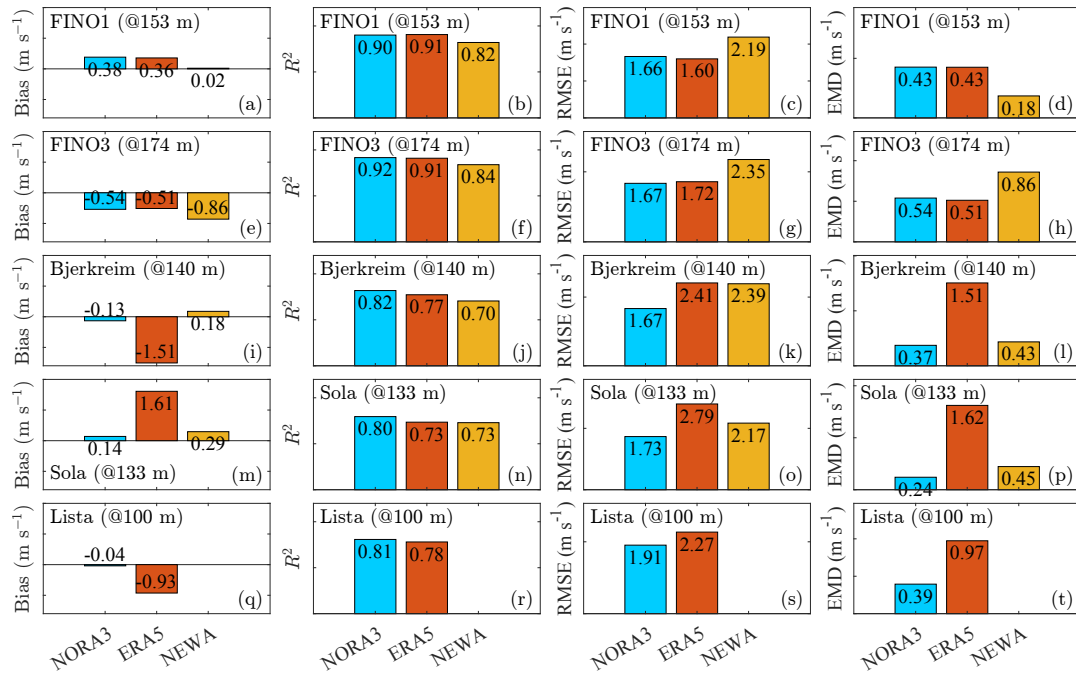 FINO1 (@153 m)
Bias (m s⁻¹)
0.38
0.36
0.02
(a)
FINO1 (@153 m)
R²
0.90
0.91
0.82
(b)
FINO1 (@153 m)
RMSE (m s⁻¹)
1.66
1.60
2.19
(c)
FINO1 (@153 m)
EMD (m s⁻¹)
0.43
0.43
0.18
(d)
FINO3 (@174 m)
Bias (m s⁻¹)
-0.54
-0.51
-0.86
(e)
FINO3 (@174 m)
R²
0.92
0.91
0.84
(f)
FINO3 (@174 m)
RMSE (m s⁻¹)
1.67
1.72
2.35
(g)
FINO3 (@174 m)
EMD (m s⁻¹)
0.54
0.51
0.86
(h)
Bjerkreim (@140 m)
Bias (m s⁻¹)
-0.13
-1.51
0.18
(i)
Bjerkreim (@140 m)
R²
0.82
0.77
0.70
(j)
Bjerkreim (@140 m)
RMSE (m s⁻¹)
1.67
2.41
2.39
(k)
Bjerkreim (@140 m)
EMD (m s⁻¹)
0.37
1.51
0.43
(l)
Bias (m s⁻¹)
0.14
1.61
0.29
Sola (@133 m)
(m)
Sola (@133 m)
R²
0.80
0.73
0.73
(n)
Sola (@133 m)
RMSE (m s⁻¹)
1.73
2.79
2.17
(o)
Sola (@133 m)
EMD (m s⁻¹)
0.24
1.62
0.45
(p)
Lista (@100 m)
Bias (m s⁻¹)
-0.04
-0.93
(q)
Lista (@100 m)
R²
0.81
0.78
(r)
Lista (@100 m)
RMSE (m s⁻¹)
1.91
2.27
(s)
Lista (@100 m)
EMD (m s⁻¹)
0.39
0.97
(t)
NORA3
ERA5
NEWA
NORA3
ERA5
NEWA
NORA3
ERA5
NEWA
NORA3
ERA5
NEWA